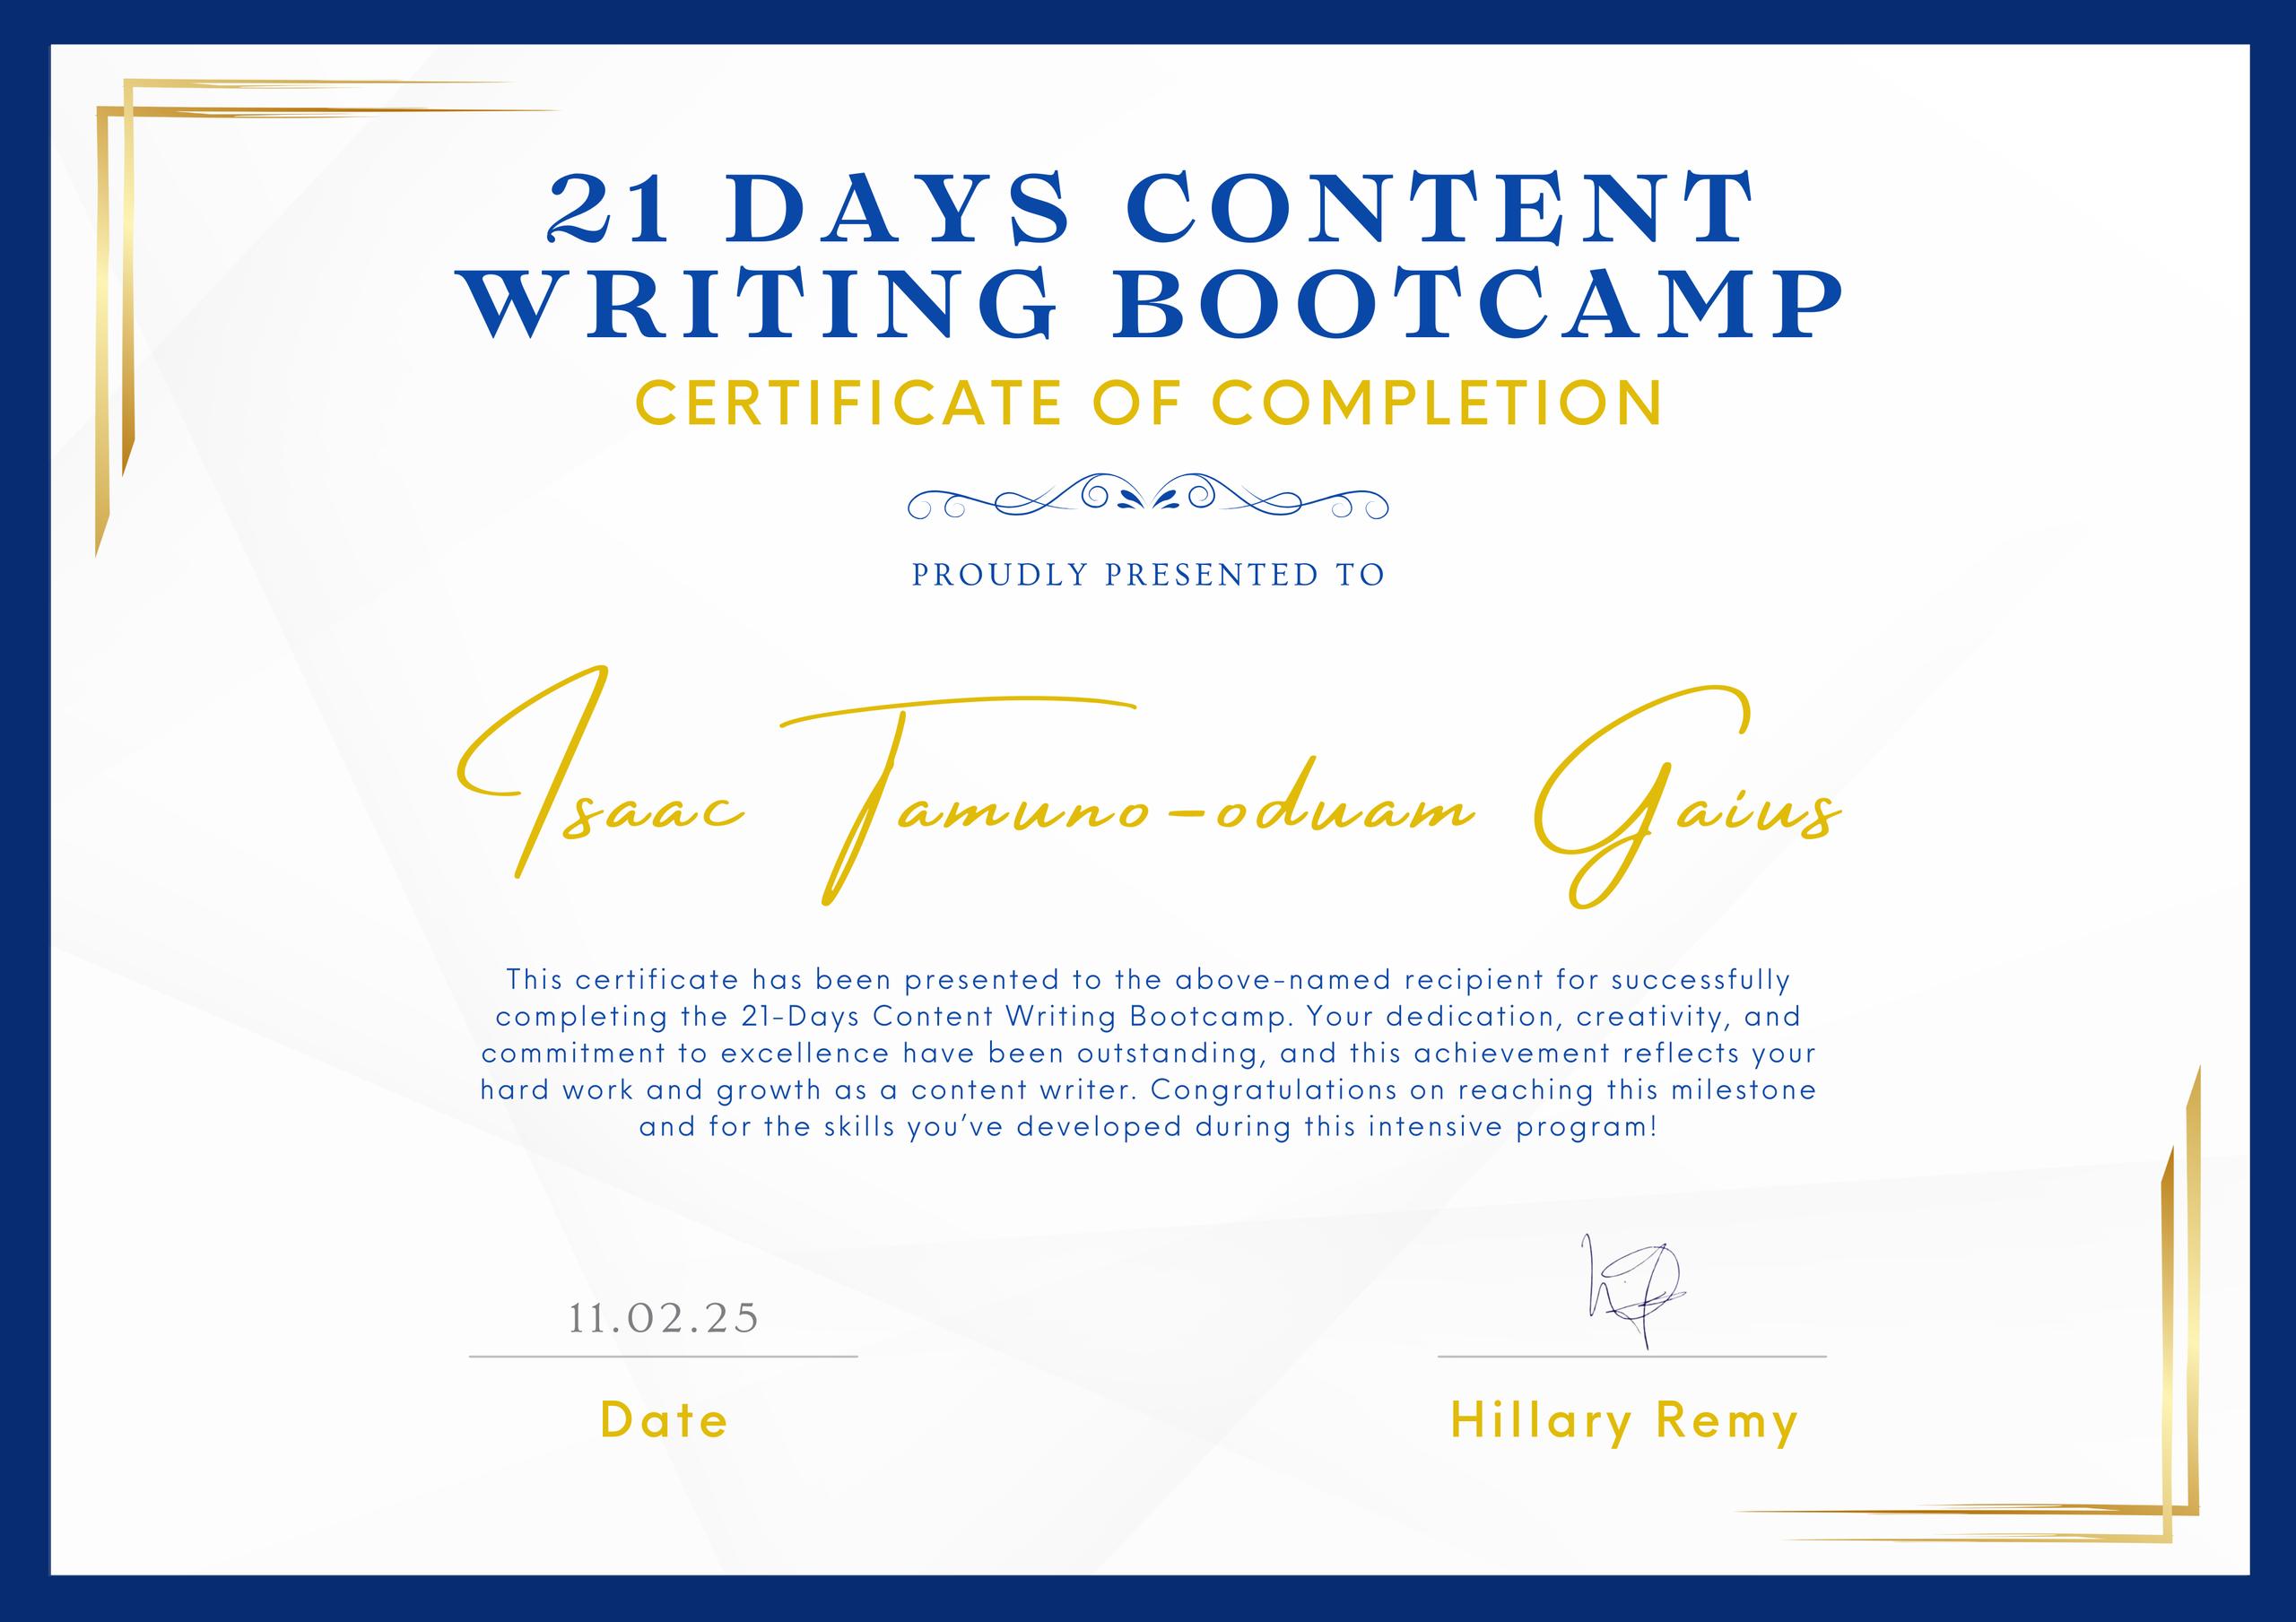 21 DAYS CONTENT
WRITING BOOTCAMP
CERTIFICATE OF COMPLETION
PROUDLY PRESENTED TO
Isaac Tamuno-oduam Gaius
This certificate has been presented to the above-named recipient for successfully
completing the 21-Days Content Writing Bootcamp. Your dedication, creativity, and
commitment to excellence have been outstanding, and this achievement reflects your
hard work and growth as a content writer. Congratulations on reaching this milestone
and for the skills you’ve developed during this intensive program!
11.02.25
Date
Hillary Remy